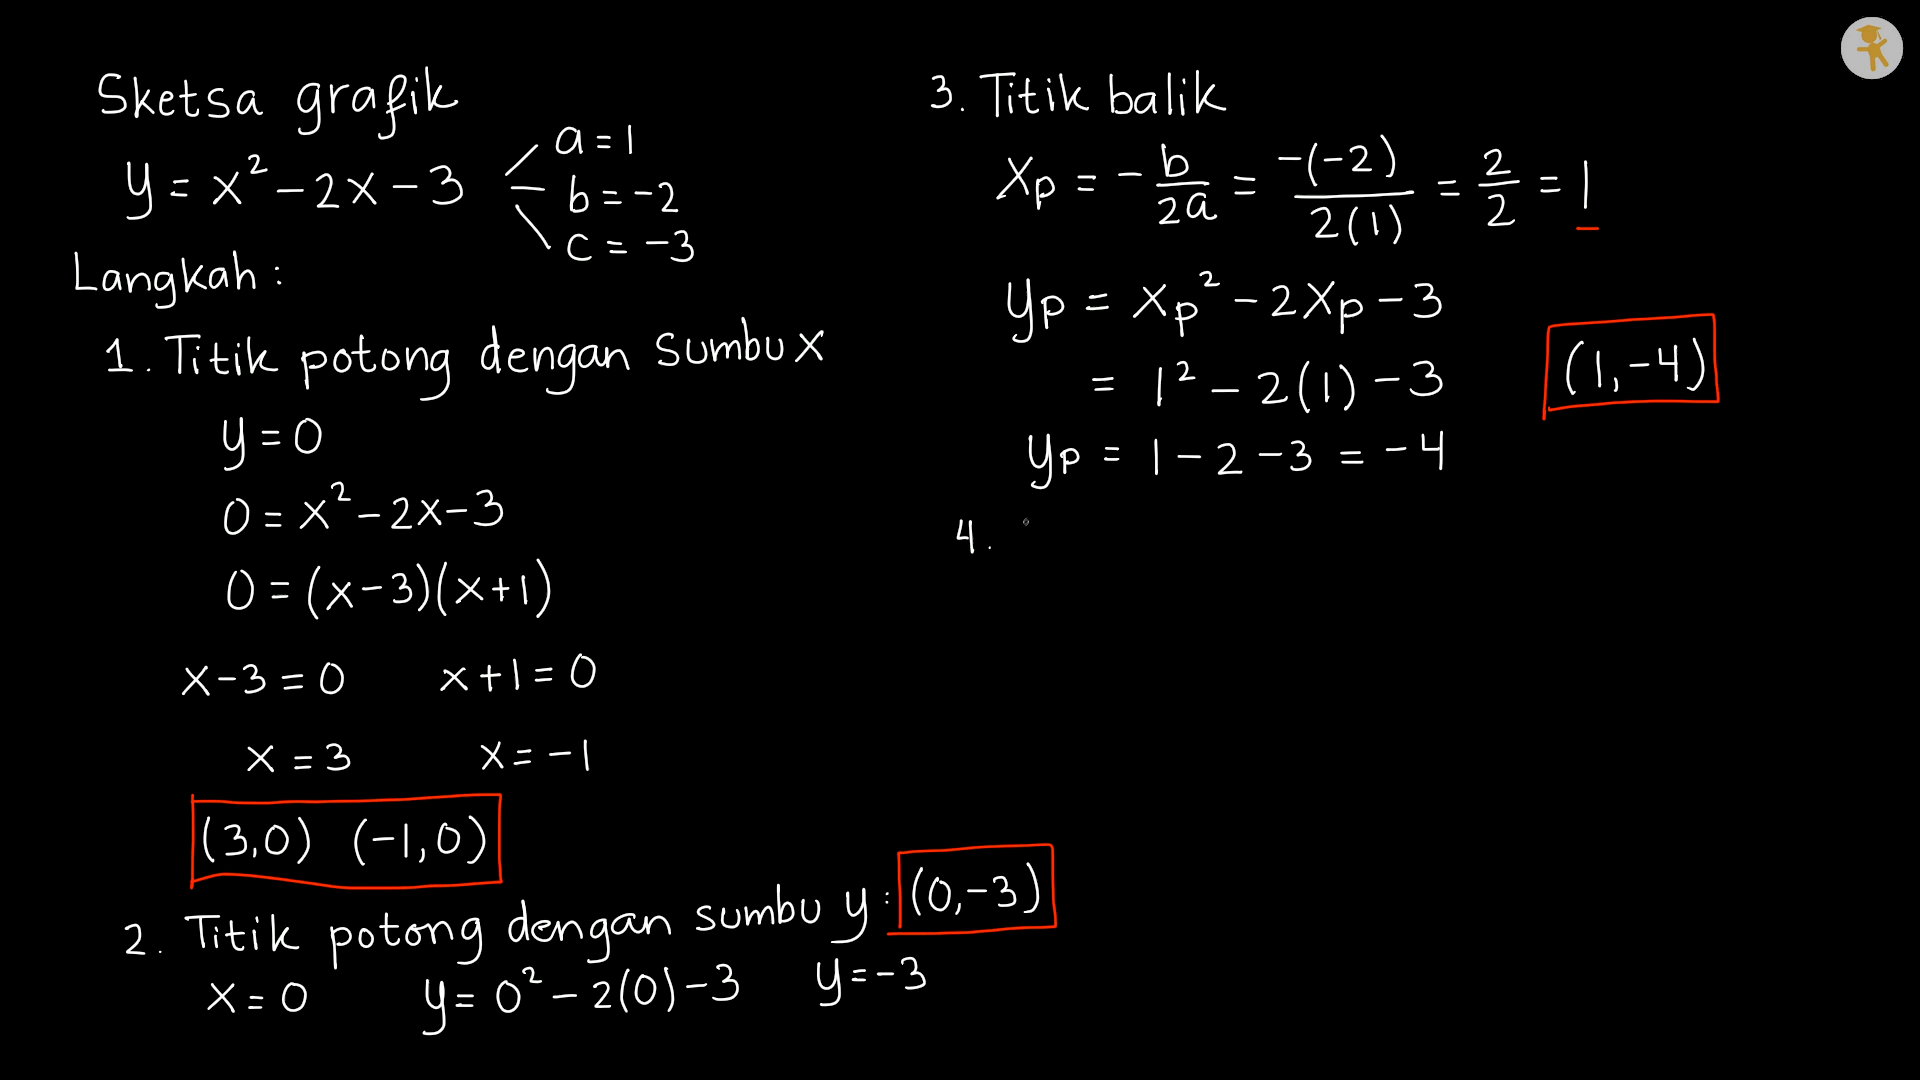 Sketsa grafik
y = x² - 2x - 3
a = 1
b = -2
c = -3
Langkah :
1. Titik potong dengan sumbu x
y = 0
0 = x² - 2x - 3
0 = (x-3)(x+1)
x-3 = 0 x+1 = 0
x = 3 x = -1
(3,0) (-1,0)
2. Titik potong dengan sumbu y : (0,-3)
x = 0 y = 0² - 2(0) - 3 y = -3
3. Titik balik
Xp = -b/2a = -(-2)/2(1) = 2/2 = 1
yp = xp² - 2xp - 3
= 1² - 2(1) - 3
(1,-4)
yp = 1 - 2 - 3 = -4
4.